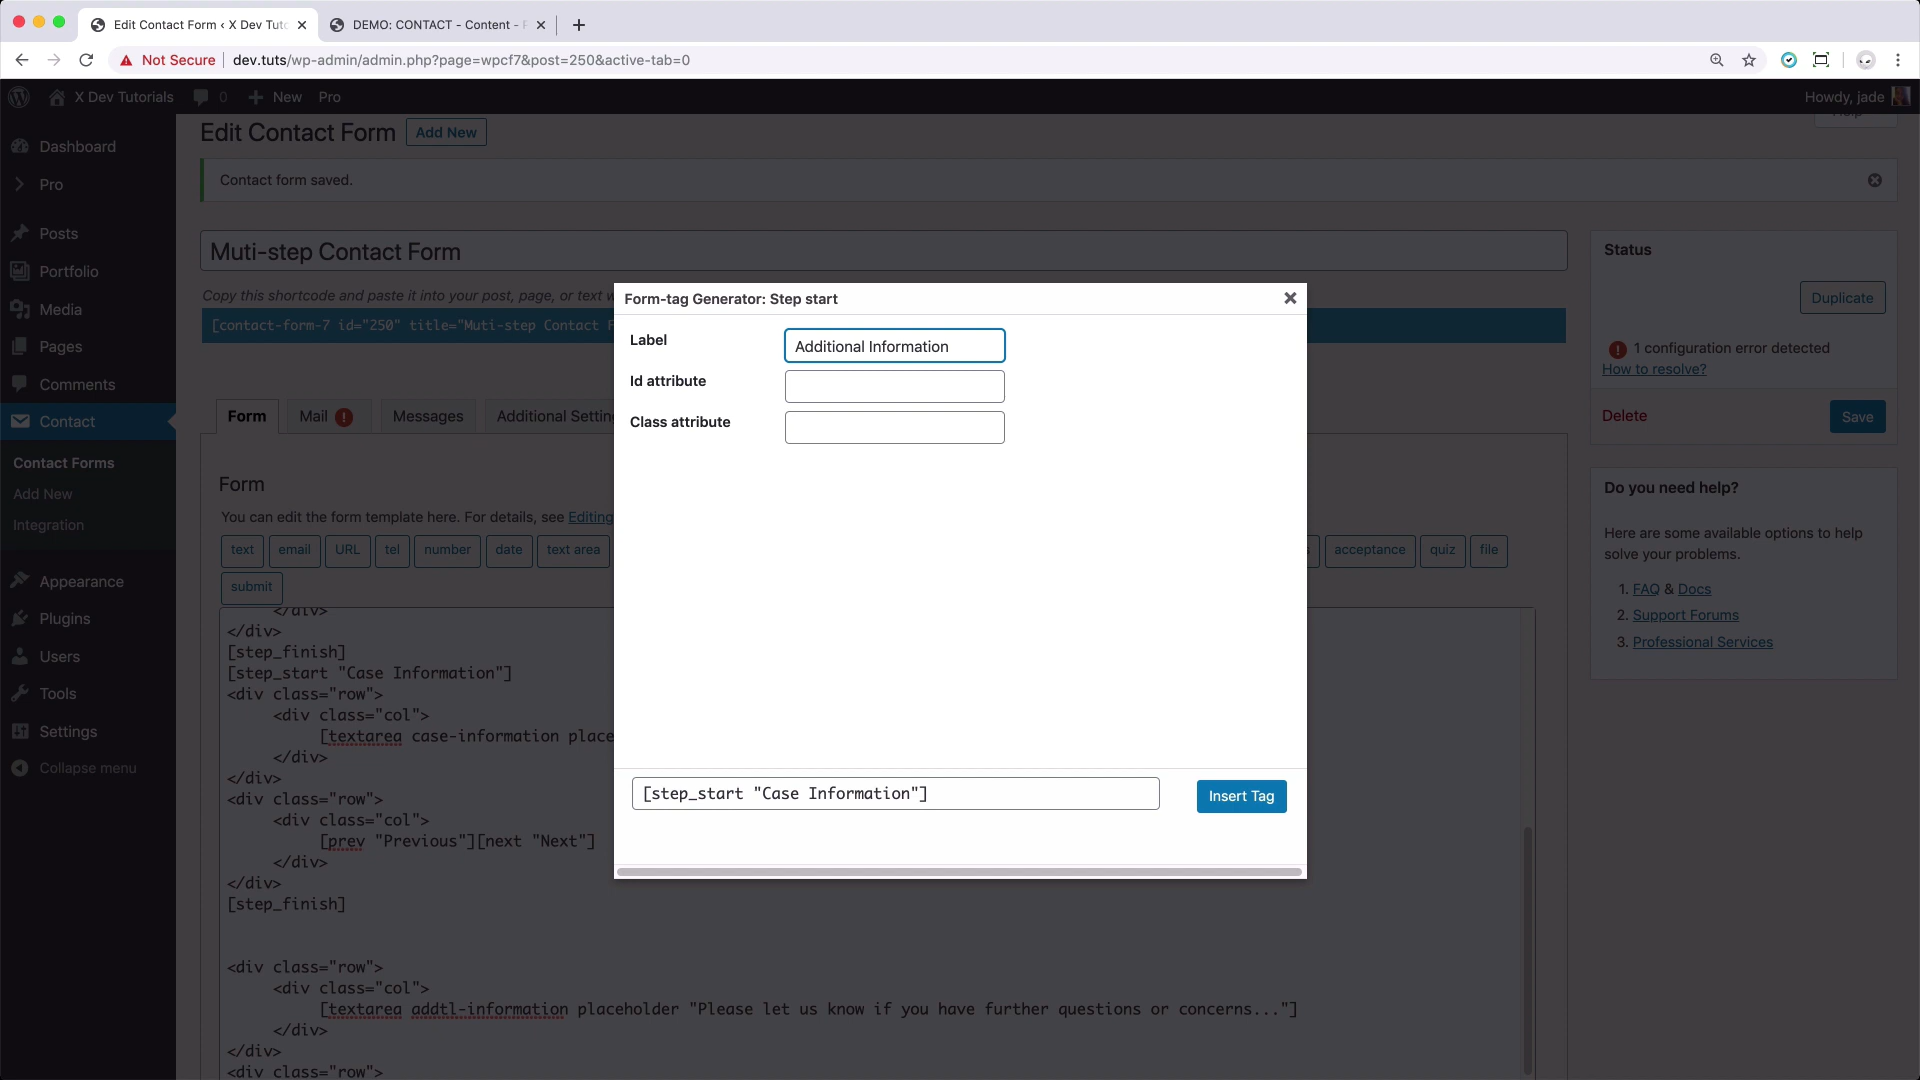 Edit Contact Form ‹ X Dev Tuto
DEMO: CONTACT - Content - P
Not Secure
dev.tuts/wp-admin/admin.php?page=wpcf7&post=250&active-tab=0
X Dev Tutorials
0
New
Pro
Howdy, jade
Help
Dashboard
Pro
Posts
Portfolio
Media
Pages
Comments
Contact
Contact Forms
Add New
Integration
Appearance
Plugins
Users
Tools
Settings
Collapse menu
Edit Contact Form
Add New
Contact form saved.
Muti-step Contact Form
Copy this shortcode and paste it into your post, page, or text w
[contact-form-7 id="250" title="Muti-step Contact F
Form
Mail
Messages
Additional Settin
Form
You can edit the form template here. For details, see Editing
text
email
URL
tel
number
date
text area
acceptance
quiz
file
submit
</div>
</div>
[step_finish]
[step_start "Case Information"]
<div class="row">
<div class="col">
[textarea case-information place
</div>
</div>
<div class="row">
<div class="col">
[prev "Previous"][next "Next"]
</div>
</div>
[step_finish]
<div class="row">
<div class="col">
[textarea addtl-information placeholder "Please let us know if you have further questions or concerns..."]
</div>
</div>
<div class="row">
Form-tag Generator: Step start
Label
Additional Information
Id attribute
Class attribute
[step_start "Case Information"]
Insert Tag
Status
Duplicate
1 configuration error detected
How to resolve?
Delete
Save
Do you need help?
Here are some available options to help
solve your problems.
1. FAQ & Docs
2. Support Forums
3. Professional Services